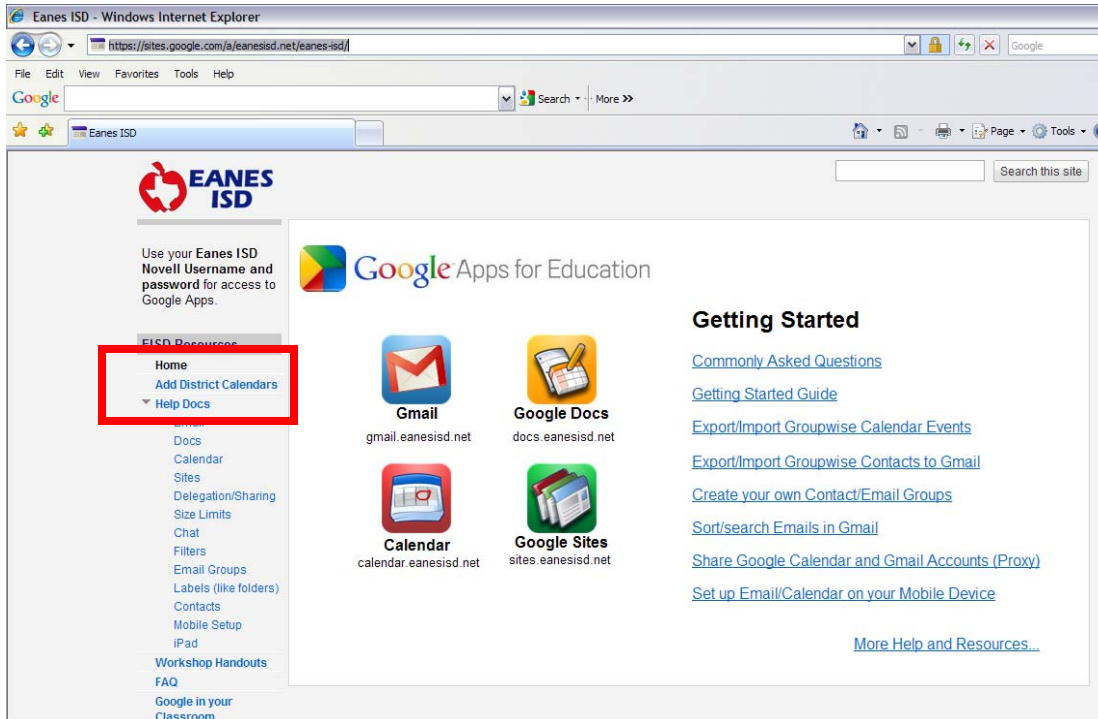 Eanes ISD - Windows Internet Explorer
https://sites.google.com/a/eanesisd.net/eanes-isd/
Google
File Edit View Favorites Tools Help
Google Search More >>
Eanes ISD
Page Tools
EANES
ISD
Search this site
Use your Eanes ISD
Novell Username and
password for access to
Google Apps.
EISD Resources
Home
Add District Calendars
Help Docs
Email
Docs
Calendar
Sites
Delegation/Sharing
Size Limits
Chat
Filters
Email Groups
Labels (like folders)
Contacts
Mobile Setup
iPad
Workshop Handouts
FAQ
Google in your
Classroom
Google Apps for Education
Gmail
gmail.eanesisd.net
Google Docs
docs.eanesisd.net
Calendar
calendar.eanesisd.net
Google Sites
sites.eanesisd.net
Getting Started
Commonly Asked Questions
Getting Started Guide
Export/Import Groupwise Calendar Events
Export/Import Groupwise Contacts to Gmail
Create your own Contact/Email Groups
Sort/search Emails in Gmail
Share Google Calendar and Gmail Accounts (Proxy)
Set up Email/Calendar on your Mobile Device
More Help and Resources...